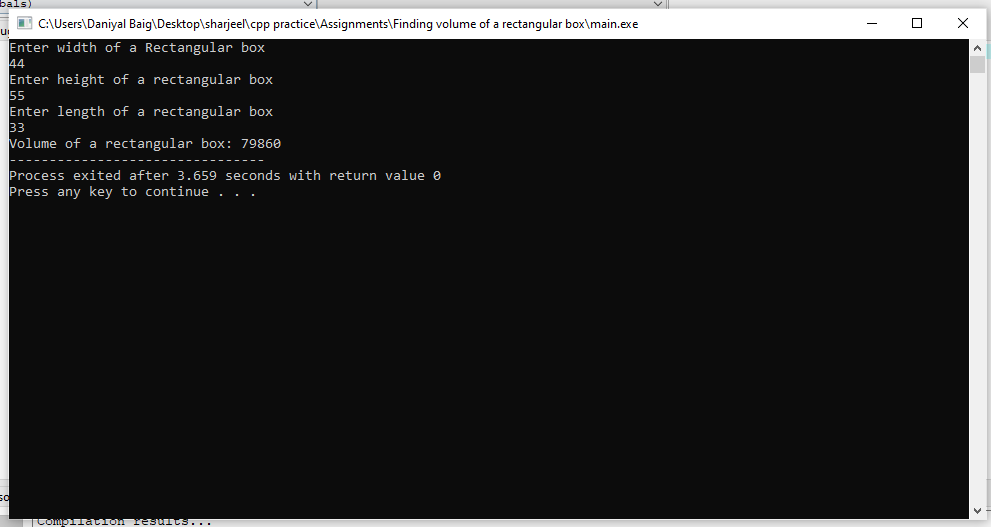 bals)
C:\Users\Daniyal Baig\Desktop\sharjeel\cpp practice\Assignments\Finding volume of a rectangular box\main.exe
Enter width of a Rectangular box
44
Enter height of a rectangular box
55
Enter length of a rectangular box
33
Volume of a rectangular box: 79860
--------------------------------
Process exited after 3.659 seconds with return value 0
Press any key to continue . . .
so
Compilation results...